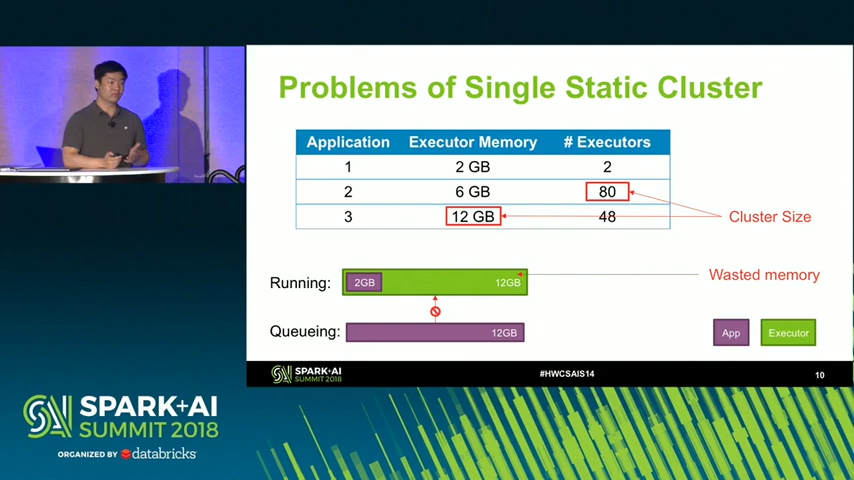 Problems of Single Static Cluster
Application Executor Memory # Executors
1 2 GB 2
2 6 GB 80
3 12 GB 48
Cluster Size
Wasted memory
Running: 2GB 12GB
Queueing: 12GB
App Executor
SPARK+AI
SUMMIT 2018
#HWCSAIS14
10
SPARK+AI
SUMMIT 2018
ORGANIZED BY databricks